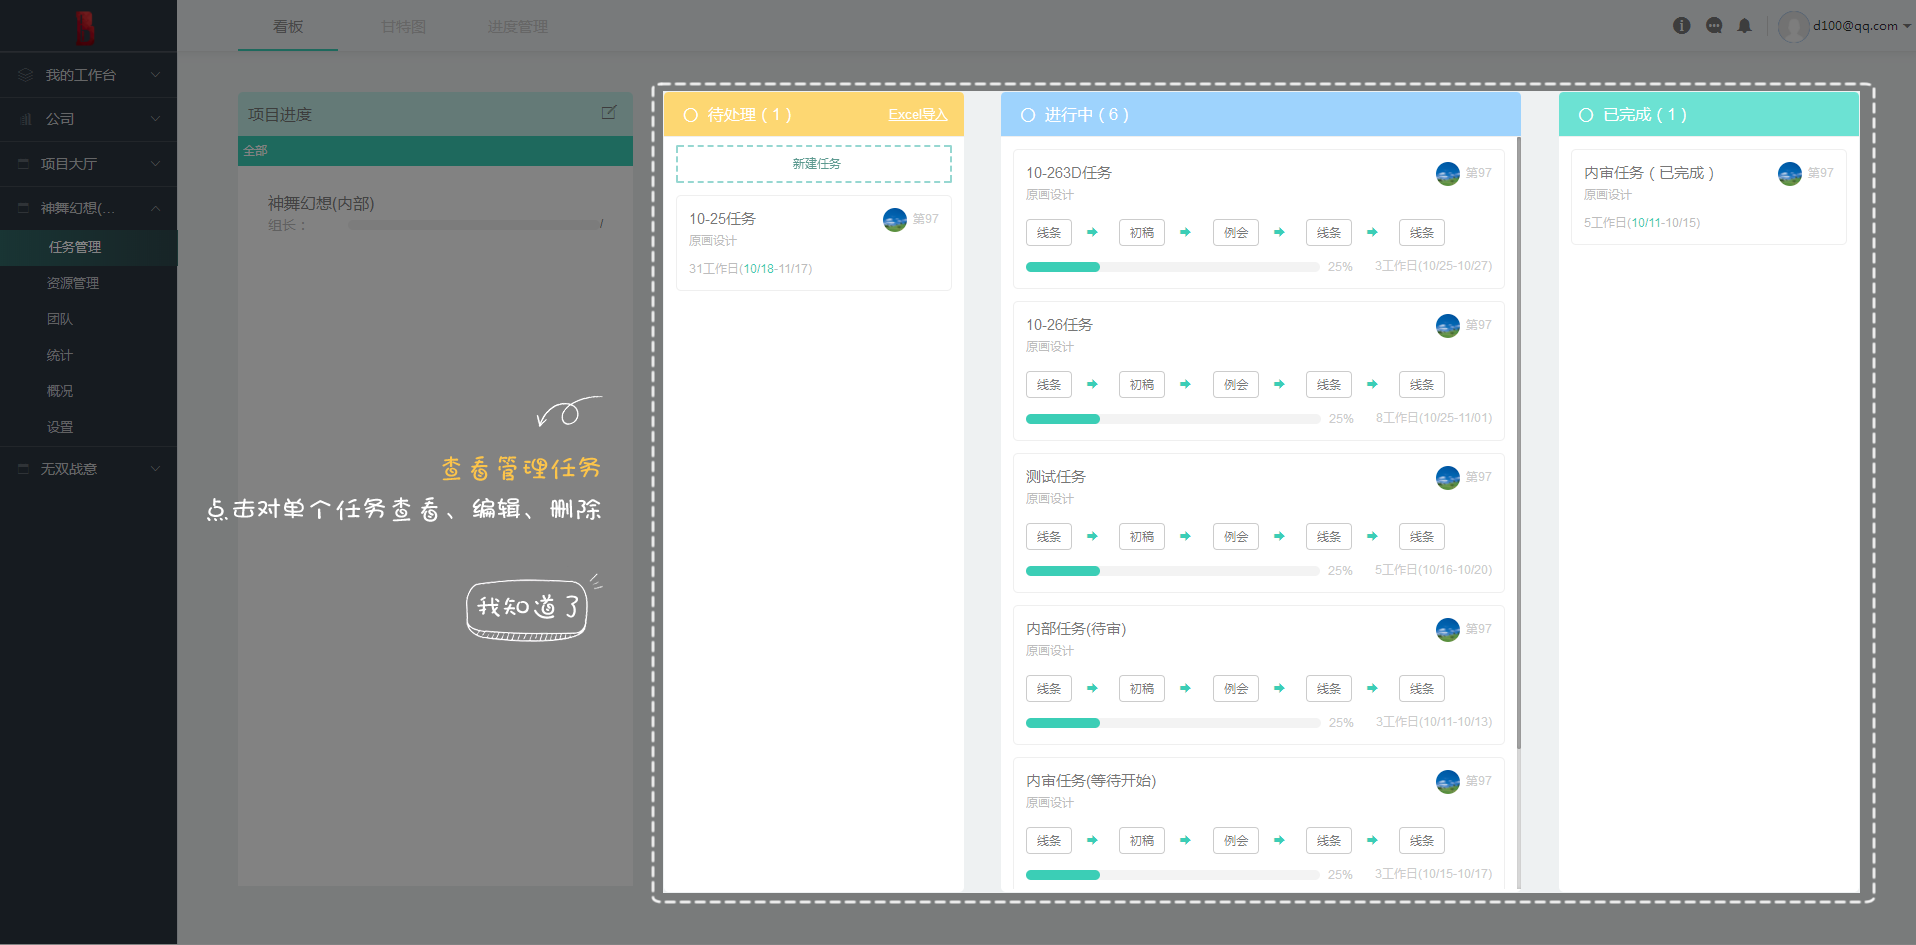 B
看板
甘特图
进度管理
d100@qq.com
我的工作台
公司
项目大厅
神舞幻想(...
任务管理
资源管理
团队
统计
概况
设置
无双战意
项目进度
全部
神舞幻想(内部)
组长：
/
查看管理任务
点击对单个任务查看、编辑、删除
我知道了
待处理（1）
Excel导入
新建任务
10-25任务
第97
原画设计
31工作日(10/18-11/17)
进行中（6）
10-263D任务
第97
原画设计
线条 初稿 例会 线条 线条
25%
3工作日(10/25-10/27)
10-26任务
第97
原画设计
线条 初稿 例会 线条 线条
25%
8工作日(10/25-11/01)
测试任务
第97
原画设计
线条 初稿 例会 线条 线条
25%
5工作日(10/16-10/20)
内部任务(待审)
第97
原画设计
线条 初稿 例会 线条 线条
25%
3工作日(10/11-10/13)
内审任务(等待开始)
第97
原画设计
线条 初稿 例会 线条 线条
25%
3工作日(10/15-10/17)
已完成（1）
内审任务（已完成）
第97
原画设计
5工作日(10/11-10/15)